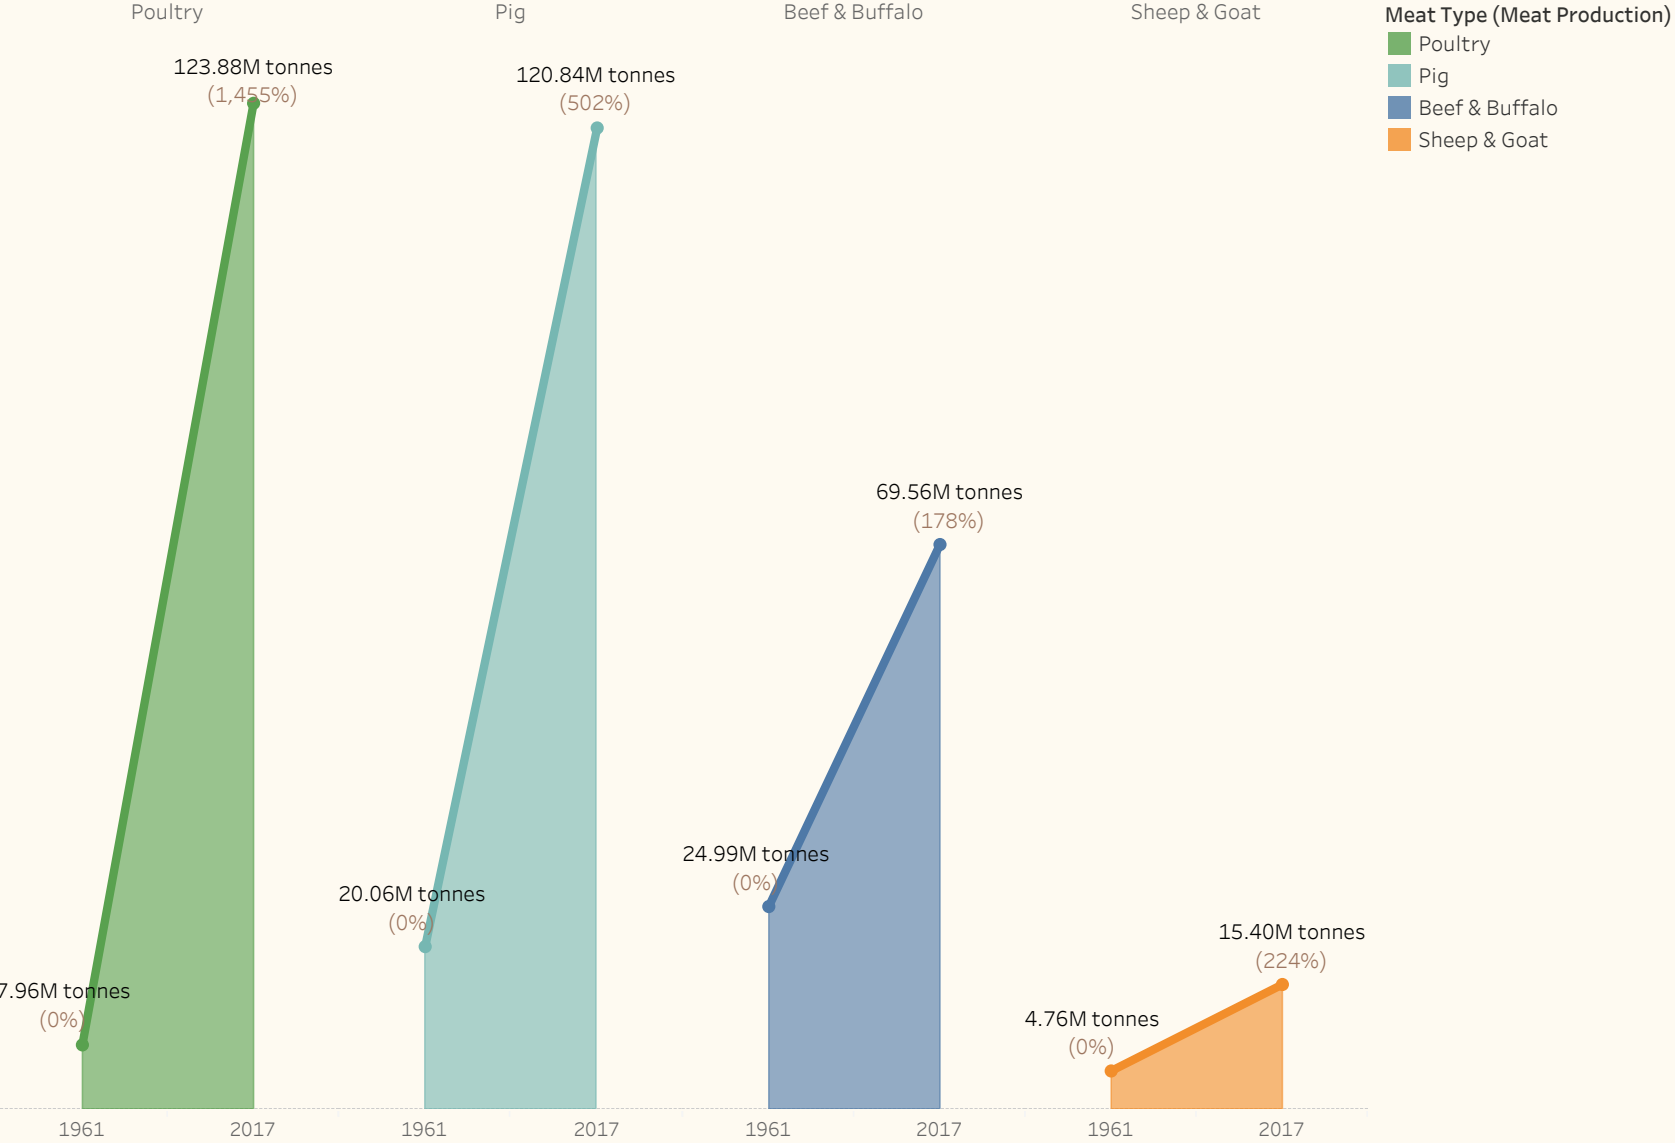 Poultry
Pig
Beef & Buffalo
Sheep & Goat
Meat Type (Meat Production)
Poultry
Pig
Beef & Buffalo
Sheep & Goat
123.88M tonnes
(1,455%)
120.84M tonnes
(502%)
69.56M tonnes
(178%)
24.99M tonnes
(0%)
20.06M tonnes
(0%)
15.40M tonnes
(224%)
7.96M tonnes
(0%)
4.76M tonnes
(0%)
1961 2017 1961 2017 1961 2017 1961 2017